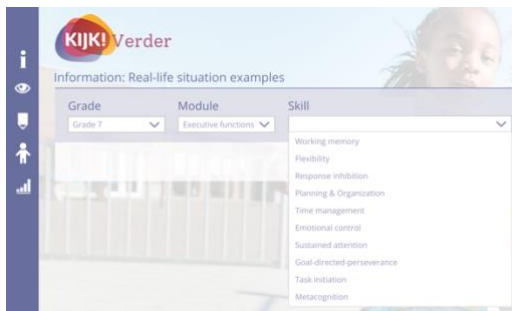 KIJK! Verder
Information: Real-life situation examples
Grade Module Skill
Grade 7 Executive functions
Working memory
Flexibility
Response inhibition
Planning & Organization
Time management
Emotional control
Sustained attention
Goal-directed-perseverance
Task initiation
Metacognition